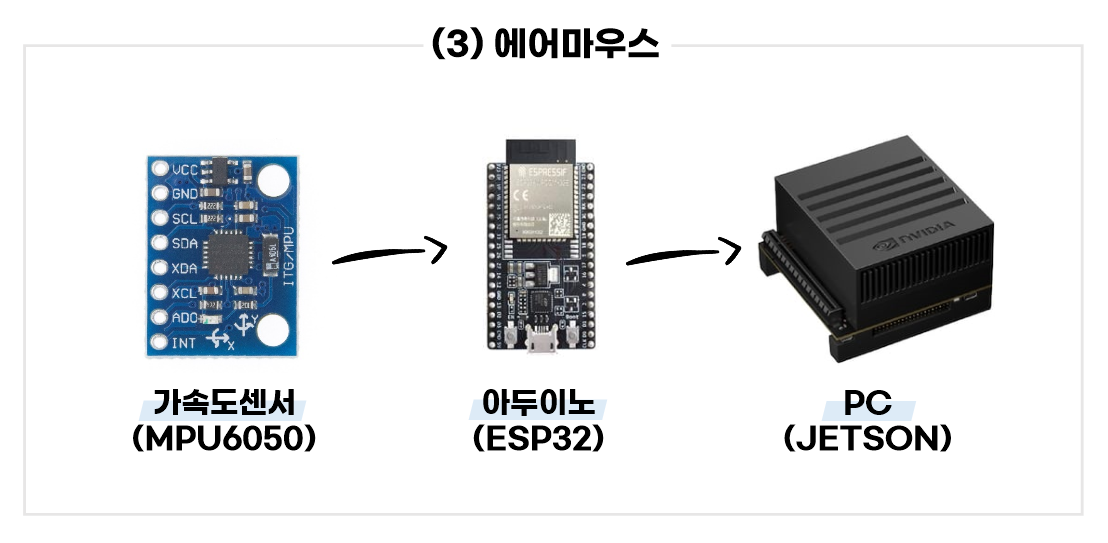 (3) 에어마우스
VCC
GND
SCL
SDA
XDA
XCL
ADO
INT
ITG/MPU
X
Y
ESPRESSIF
CE
NVIDIA
가속도센서
(MPU6050)
아두이노
(ESP32)
PC
(JETSON)